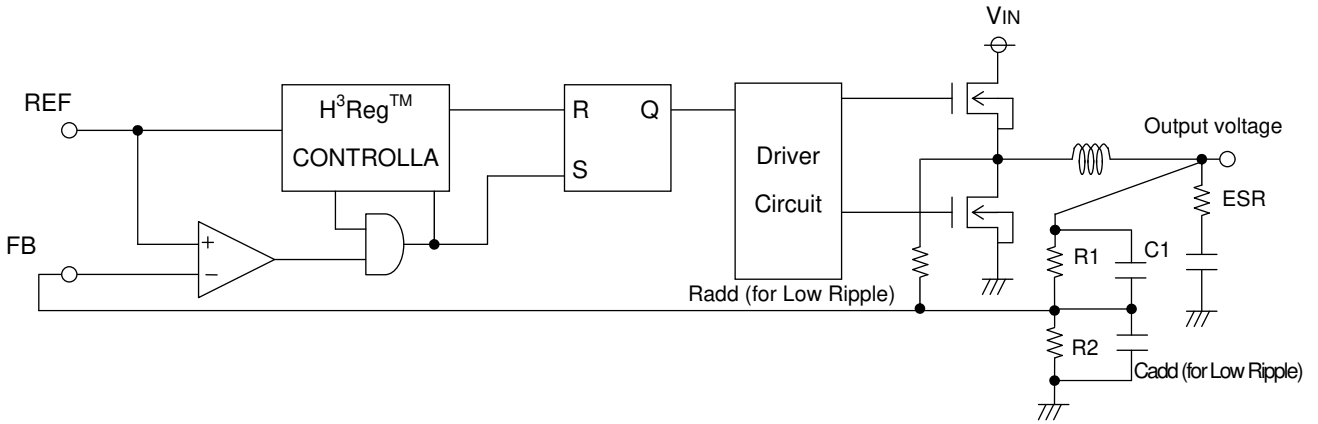 VIN
REF
H³Reg™
CONTROLLA
R
Q
S
Driver
Circuit
Output voltage
ESR
FB
+
−
R1
C1
Radd (for Low Ripple)
R2
Cadd (for Low Ripple)